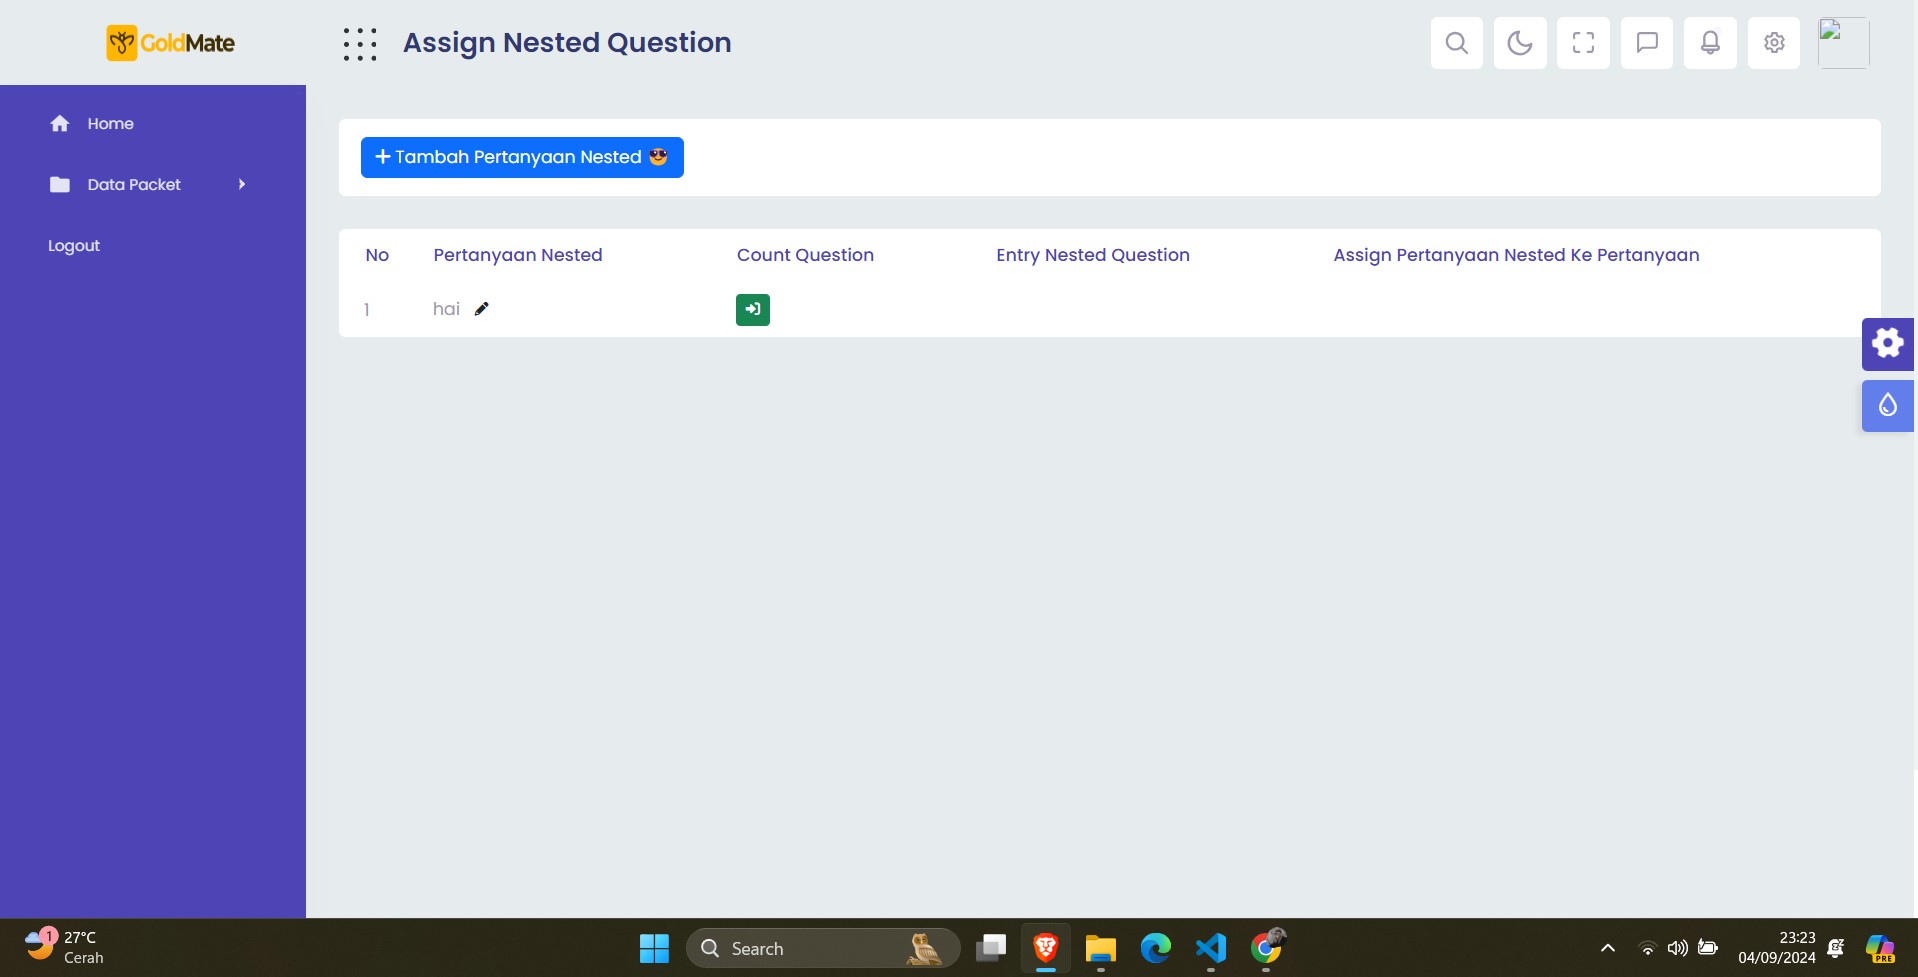 GoldMate
Assign Nested Question
Home
Data Packet
Logout
Tambah Pertanyaan Nested 😎
No Pertanyaan Nested Count Question Entry Nested Question Assign Pertanyaan Nested Ke Pertanyaan
1 hai
1
27°C
Cerah
Search
23:23
04/09/2024
PRE